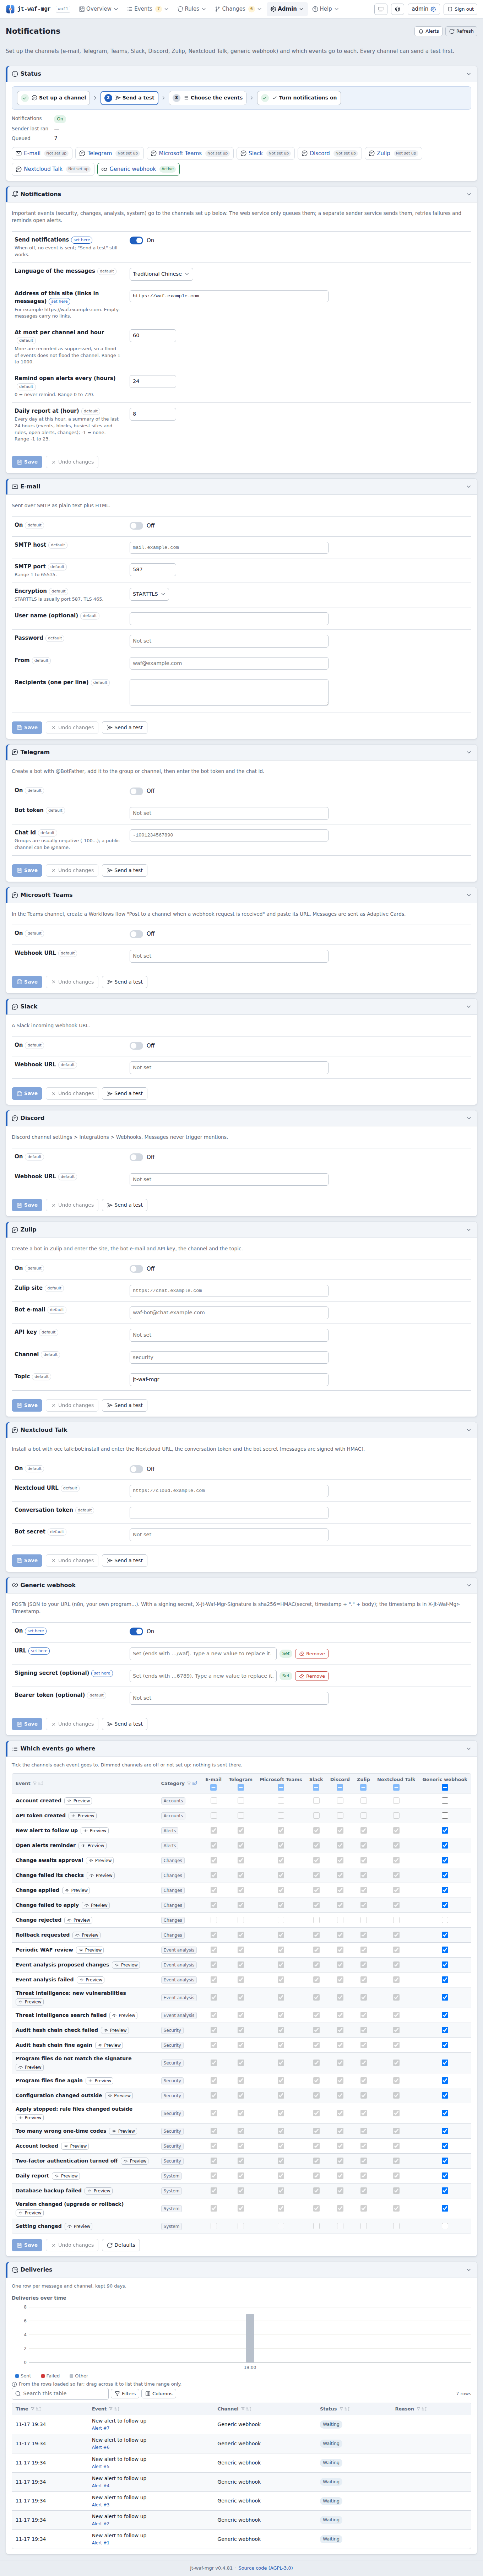 jt-waf-mgr waf1 Overview Events 7 Rules Changes 6 Admin Help admin Sign out
Notifications Alerts Refresh
Set up the channels (e-mail, Telegram, Teams, Slack, Discord, Zulip, Nextcloud Talk, generic webhook) and which events go to each. Every channel can send a test first.
Status
Set up a channel 2 Send a test 3 Choose the events Turn notifications on
Notifications On
Sender last ran —
Queued 7
E-mail Not set up Telegram Not set up Microsoft Teams Not set up Slack Not set up Discord Not set up Zulip Not set up
Nextcloud Talk Not set up Generic webhook Active
Notifications
Important events (security, changes, analysis, system) go to the channels set up below. The web service only queues them; a separate sender service sends them, retries failures and
reminds open alerts.
Send notifications set here On
When off, no event is sent; "Send a test" still
works.
Language of the messages default Traditional Chinese
Address of this site (links in
messages) set here https://waf.example.com
For example https://waf.example.com. Empty:
messages carry no links.
At most per channel and hour
default 60
More are recorded as suppressed, so a flood
of events does not flood the channel. Range 1
to 1000.
Remind open alerts every (hours)
default 24
0 = never remind. Range 0 to 720.
Daily report at (hour) default 8
Every day at this hour, a summary of the last
24 hours (events, blocks, busiest sites and
rules, open alerts, changes); -1 = none.
Range -1 to 23.
Save Undo changes
E-mail
Sent over SMTP as plain text plus HTML.
On default Off
SMTP host default mail.example.com
SMTP port default 587
Range 1 to 65535.
Encryption default STARTTLS
STARTTLS is usually port 587, TLS 465.
User name (optional) default
Password default Not set
From default waf@example.com
Recipients (one per line) default
Save Undo changes Send a test
Telegram
Create a bot with @BotFather, add it to the group or channel, then enter the bot token and the chat id.
On default Off
Bot token default Not set
Chat id default -1001234567890
Groups are usually negative (-100...); a public
channel can be @name.
Save Undo changes Send a test
Microsoft Teams
In the Teams channel, create a Workflows flow "Post to a channel when a webhook request is received" and paste its URL. Messages are sent as Adaptive Cards.
On default Off
Webhook URL default Not set
Save Undo changes Send a test
Slack
A Slack incoming webhook URL.
On default Off
Webhook URL default Not set
Save Undo changes Send a test
Discord
Discord channel settings > Integrations > Webhooks. Messages never trigger mentions.
On default Off
Webhook URL default Not set
Save Undo changes Send a test
Zulip
Create a bot in Zulip and enter the site, the bot e-mail and API key, the channel and the topic.
On default Off
Zulip site default https://chat.example.com
Bot e-mail default waf-bot@chat.example.com
API key default Not set
Channel default security
Topic default jt-waf-mgr
Save Undo changes Send a test
Nextcloud Talk
Install a bot with occ talk:bot:install and enter the Nextcloud URL, the conversation token and the bot secret (messages are signed with HMAC).
On default Off
Nextcloud URL default https://cloud.example.com
Conversation token default
Bot secret default Not set
Save Undo changes Send a test
Generic webhook
POSTs JSON to your URL (n8n, your own program...). With a signing secret, X-Jt-Waf-Mgr-Signature is sha256=HMAC(secret, timestamp + "." + body); the timestamp is in X-Jt-Waf-Mgr-
Timestamp.
On set here On
URL set here Set (ends with .../waf). Type a new value to replace it. Set Remove
Signing secret (optional) set here Set (ends with ...6789). Type a new value to replace it. Set Remove
Bearer token (optional) default Not set
Save Undo changes Send a test
Which events go where
Tick the channels each event goes to. Dimmed channels are off or not set up: nothing is sent there.
Event Category E-mail Telegram Microsoft Teams Slack Discord Zulip Nextcloud Talk Generic webhook
Account created Preview Accounts
API token created Preview Accounts
New alert to follow up Preview Alerts
Open alerts reminder Preview Alerts
Change awaits approval Preview Changes
Change failed its checks Preview Changes
Change applied Preview Changes
Change failed to apply Preview Changes
Change rejected Preview Changes
Rollback requested Preview Changes
Periodic WAF review Preview Event analysis
Event analysis proposed changes Preview Event analysis
Event analysis failed Preview Event analysis
Threat intelligence: new vulnerabilities
Preview Event analysis
Threat intelligence search failed Preview Event analysis
Audit hash chain check failed Preview Security
Audit hash chain fine again Preview Security
Program files do not match the signature
Preview Security
Program files fine again Preview Security
Configuration changed outside Preview Security
Apply stopped: rule files changed outside
Preview Security
Too many wrong one-time codes Preview Security
Account locked Preview Security
Two-factor authentication turned off Preview Security
Daily report Preview System
Database backup failed Preview System
Version changed (upgrade or rollback)
Preview System
Setting changed Preview System
Save Undo changes Defaults
Deliveries
One row per message and channel, kept 90 days.
Deliveries over time
8
6
4
2
0
19:00
Sent Failed Other
From the rows loaded so far; drag across it to list that time range only.
Search this table Filters Columns 7 rows
Time Event Channel Status Reason
11-17 19:34 New alert to follow up Generic webhook Waiting
Alert #7
11-17 19:34 New alert to follow up Generic webhook Waiting
Alert #6
11-17 19:34 New alert to follow up Generic webhook Waiting
Alert #5
11-17 19:34 New alert to follow up Generic webhook Waiting
Alert #4
11-17 19:34 New alert to follow up Generic webhook Waiting
Alert #3
11-17 19:34 New alert to follow up Generic webhook Waiting
Alert #2
11-17 19:34 New alert to follow up Generic webhook Waiting
Alert #1
jt-waf-mgr v0.4.81 · Source code (AGPL-3.0)